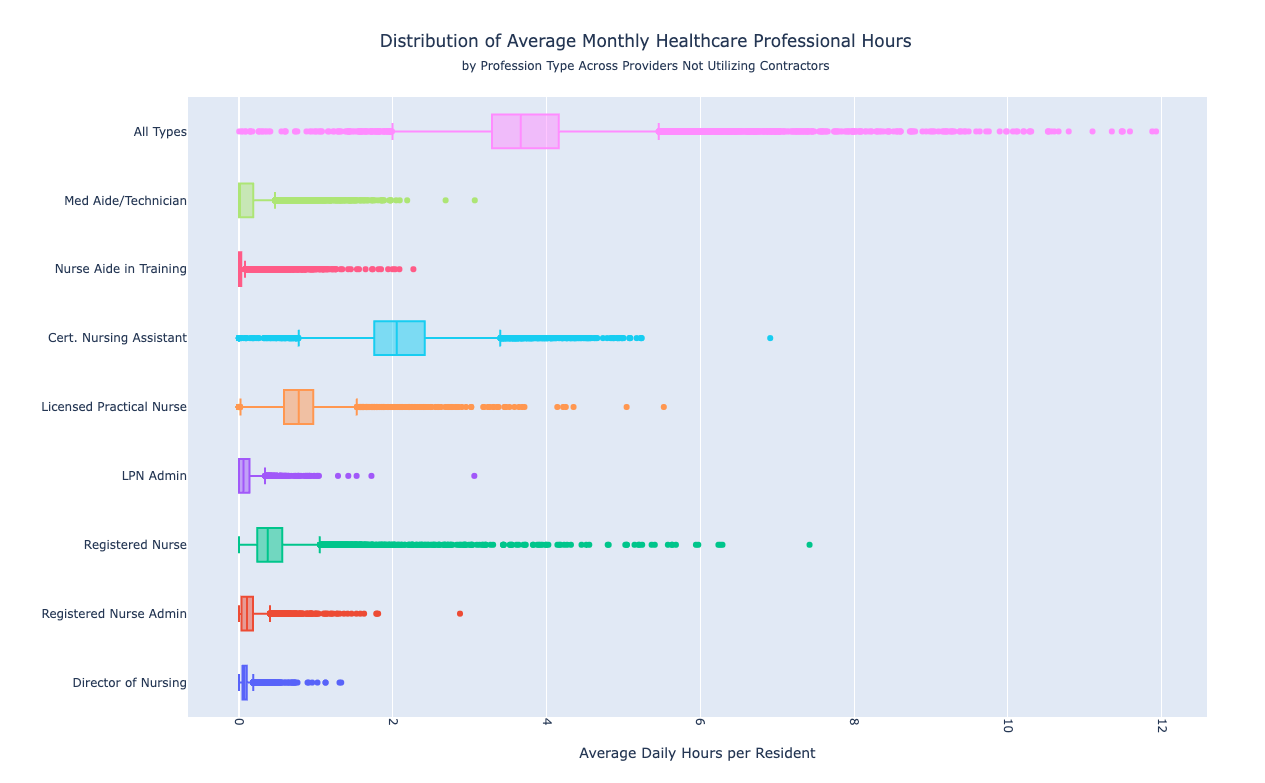 Distribution of Average Monthly Healthcare Professional Hours
by Profession Type Across Providers Not Utilizing Contractors
All Types
Med Aide/Technician
Nurse Aide in Training
Cert. Nursing Assistant
Licensed Practical Nurse
LPN Admin
Registered Nurse
Registered Nurse Admin
Director of Nursing
0 2 4 6 8 10 12
Average Daily Hours per Resident